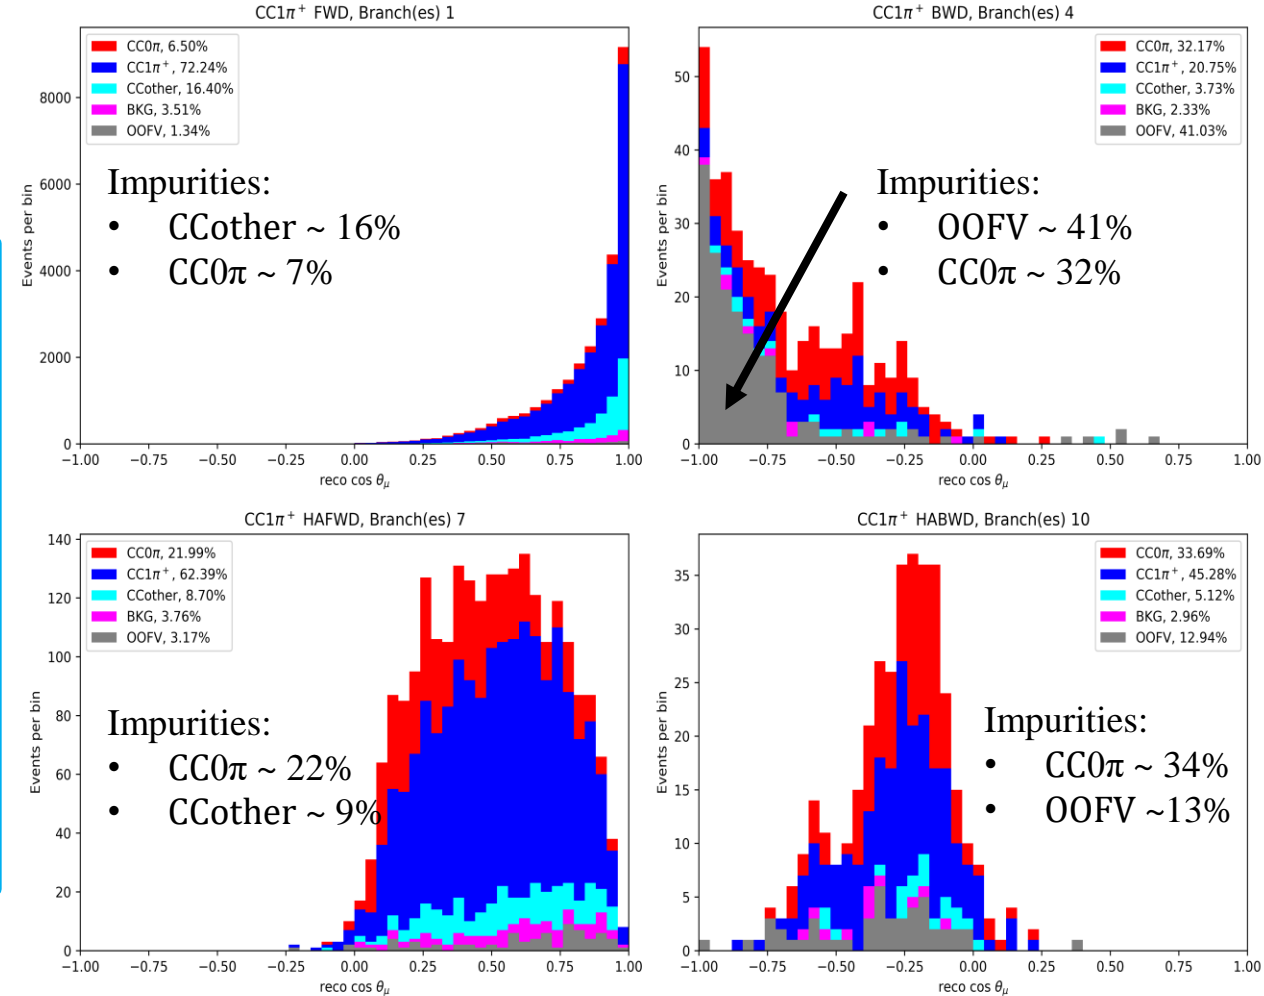 CC1π⁺ FWD, Branch(es) 1
CC0π, 6.50%
CC1π⁺, 72.24%
CCother, 16.40%
BKG, 3.51%
OOFV, 1.34%
Impurities:
• CCother ~ 16%
• CC0π ~ 7%
Events per bin
8000
6000
4000
2000
0
−1.00 −0.75 −0.50 −0.25 0.00 0.25 0.50 0.75 1.00
reco cos θμ
CC1π⁺ BWD, Branch(es) 4
CC0π, 32.17%
CC1π⁺, 20.75%
CCother, 3.73%
BKG, 2.33%
OOFV, 41.03%
Impurities:
• OOFV ~ 41%
• CC0π ~ 32%
Events per bin
50
40
30
20
10
0
−1.00 −0.75 −0.50 −0.25 0.00 0.25 0.50 0.75 1.00
reco cos θμ
CC1π⁺ HAFWD, Branch(es) 7
CC0π, 21.99%
CC1π⁺, 62.39%
CCother, 8.70%
BKG, 3.76%
OOFV, 3.17%
Impurities:
• CC0π ~ 22%
• CCother ~ 9%
Events per bin
140
120
100
80
60
40
20
0
−1.00 −0.75 −0.50 −0.25 0.00 0.25 0.50 0.75 1.00
reco cos θμ
CC1π⁺ HABWD, Branch(es) 10
CC0π, 33.69%
CC1π⁺, 45.28%
CCother, 5.12%
BKG, 2.96%
OOFV, 12.94%
Impurities:
• CC0π ~ 34%
• OOFV ~13%
Events per bin
35
30
25
20
15
10
5
0
−1.00 −0.75 −0.50 −0.25 0.00 0.25 0.50 0.75 1.00
reco cos θμ